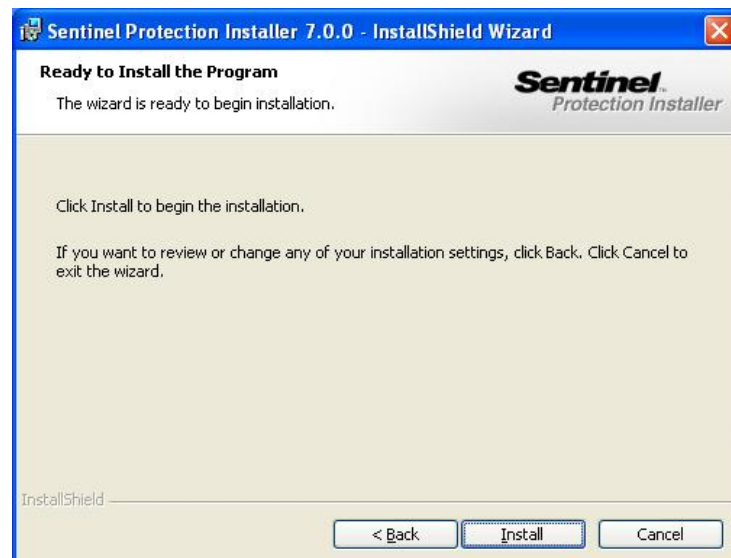 Sentinel Protection Installer 7.0.0 - InstallShield Wizard
Ready to Install the Program
The wizard is ready to begin installation.
Sentinel™
Protection Installer
Click Install to begin the installation.
If you want to review or change any of your installation settings, click Back. Click Cancel to
exit the wizard.
InstallShield
< Back
Install
Cancel